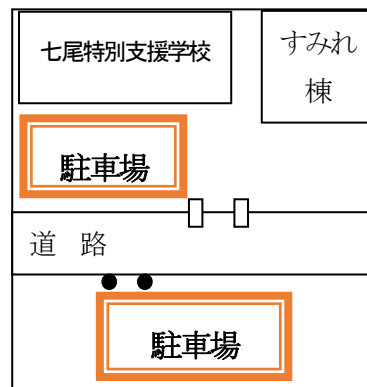 七尾特別支援学校
すみれ
棟
駐車場
道 路
駐車場